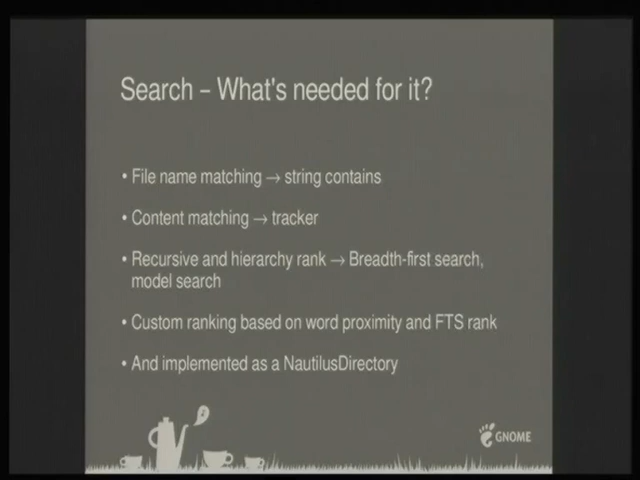 Search – What's needed for it?
• File name matching → string contains
• Content matching → tracker
• Recursive and hierarchy rank → Breadth-first search,
model search
• Custom ranking based on word proximity and FTS rank
• And implemented as a NautilusDirectory
GNOME